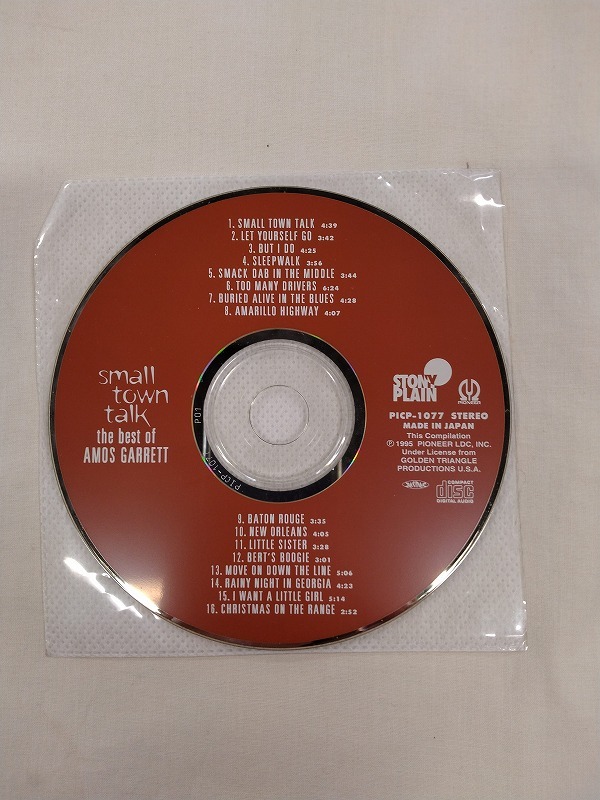 1. SMALL TOWN TALK 4:39
2. LET YOURSELF GO 3:42
3. BUT I DO 4:25
4. SLEEPWALK 3:56
5. SMACK DAB IN THE MIDDLE 3:44
6. TOO MANY DRIVERS 6:24
7. BURIED ALIVE IN THE BLUES 4:28
8. AMARILLO HIGHWAY 4:07
small
town
talk
the best of
AMOS GARRETT
STONY
PLAIN
PIONEER
PICP-1077 STEREO
MADE IN JAPAN
This Compilation
Ⓟ 1995 PIONEER LDC, INC.
Under License from
GOLDEN TRIANGLE
PRODUCTIONS U.S.A.
COMPACT
disc
DIGITAL AUDIO
P01
9. BATON ROUGE 3:35
10. NEW ORLEANS 4:05
11. LITTLE SISTER 3:28
12. BERT'S BOOGIE 3:01
13. MOVE ON DOWN THE LINE 5:06
14. RAINY NIGHT IN GEORGIA 4:23
15. I WANT A LITTLE GIRL 5:14
16. CHRISTMAS ON THE RANGE 2:52